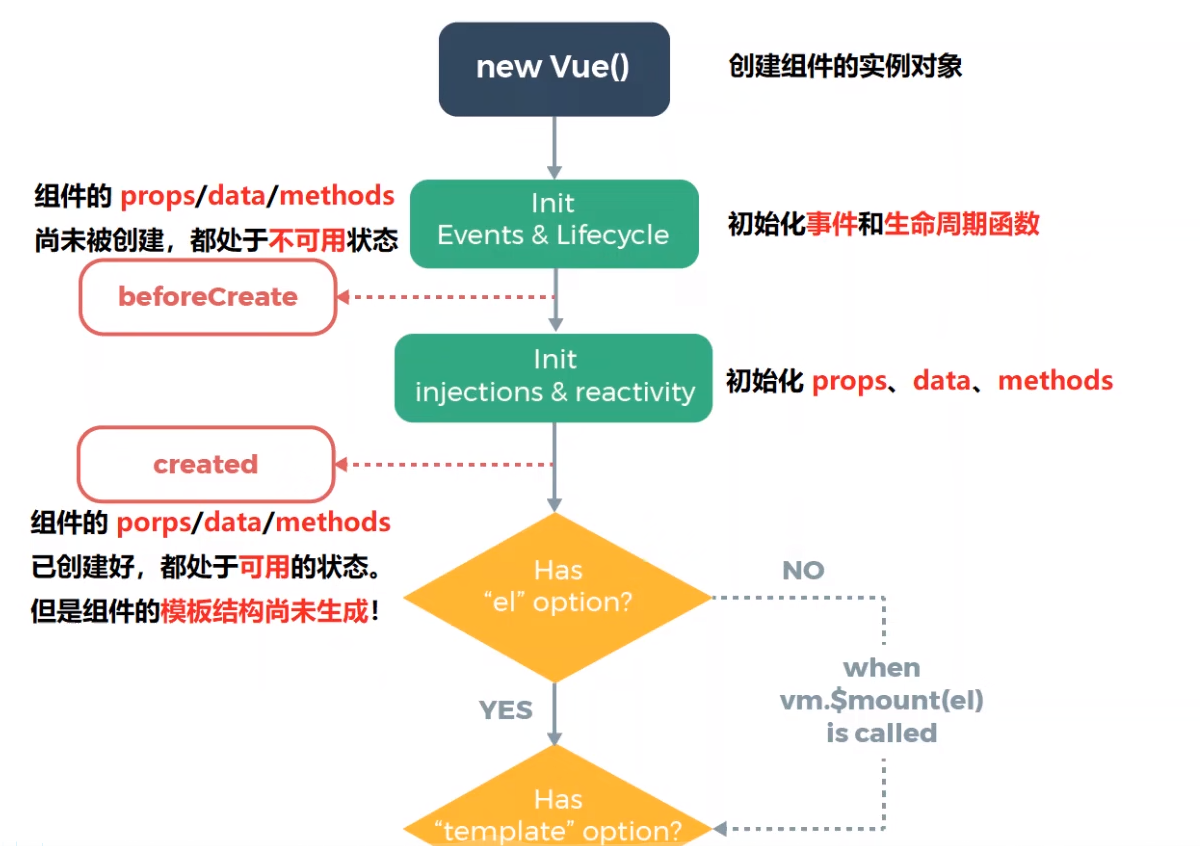 new Vue()
创建组件的实例对象
组件的 props/data/methods
尚未被创建，都处于不可用状态
Init
Events & Lifecycle
初始化事件和生命周期函数
beforeCreate
Init
injections & reactivity
初始化 props、data、methods
created
组件的 porps/data/methods
已创建好，都处于可用的状态。
但是组件的模板结构尚未生成！
Has
“el” option?
NO
when
vm.$mount(el)
is called
YES
Has
“template” option?